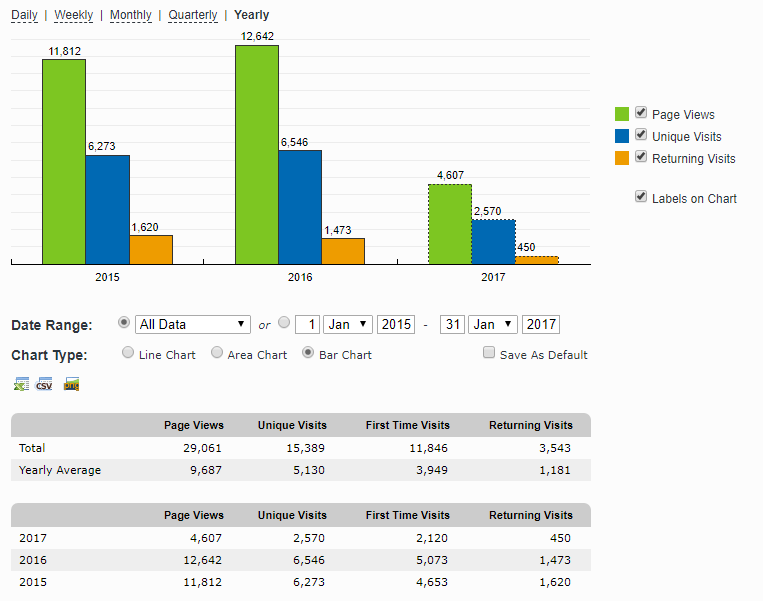 Daily | Weekly | Monthly | Quarterly | Yearly
12,642
11,812
6,273
6,546
4,607
2,570
1,620
1,473
450
2015 2016 2017
Page Views
Unique Visits
Returning Visits
Labels on Chart
Date Range: All Data or 1 Jan 2015 - 31 Jan 2017
Chart Type: Line Chart Area Chart Bar Chart Save As Default
CSV
Page Views Unique Visits First Time Visits Returning Visits
Total 29,061 15,389 11,846 3,543
Yearly Average 9,687 5,130 3,949 1,181
Page Views Unique Visits First Time Visits Returning Visits
2017 4,607 2,570 2,120 450
2016 12,642 6,546 5,073 1,473
2015 11,812 6,273 4,653 1,620